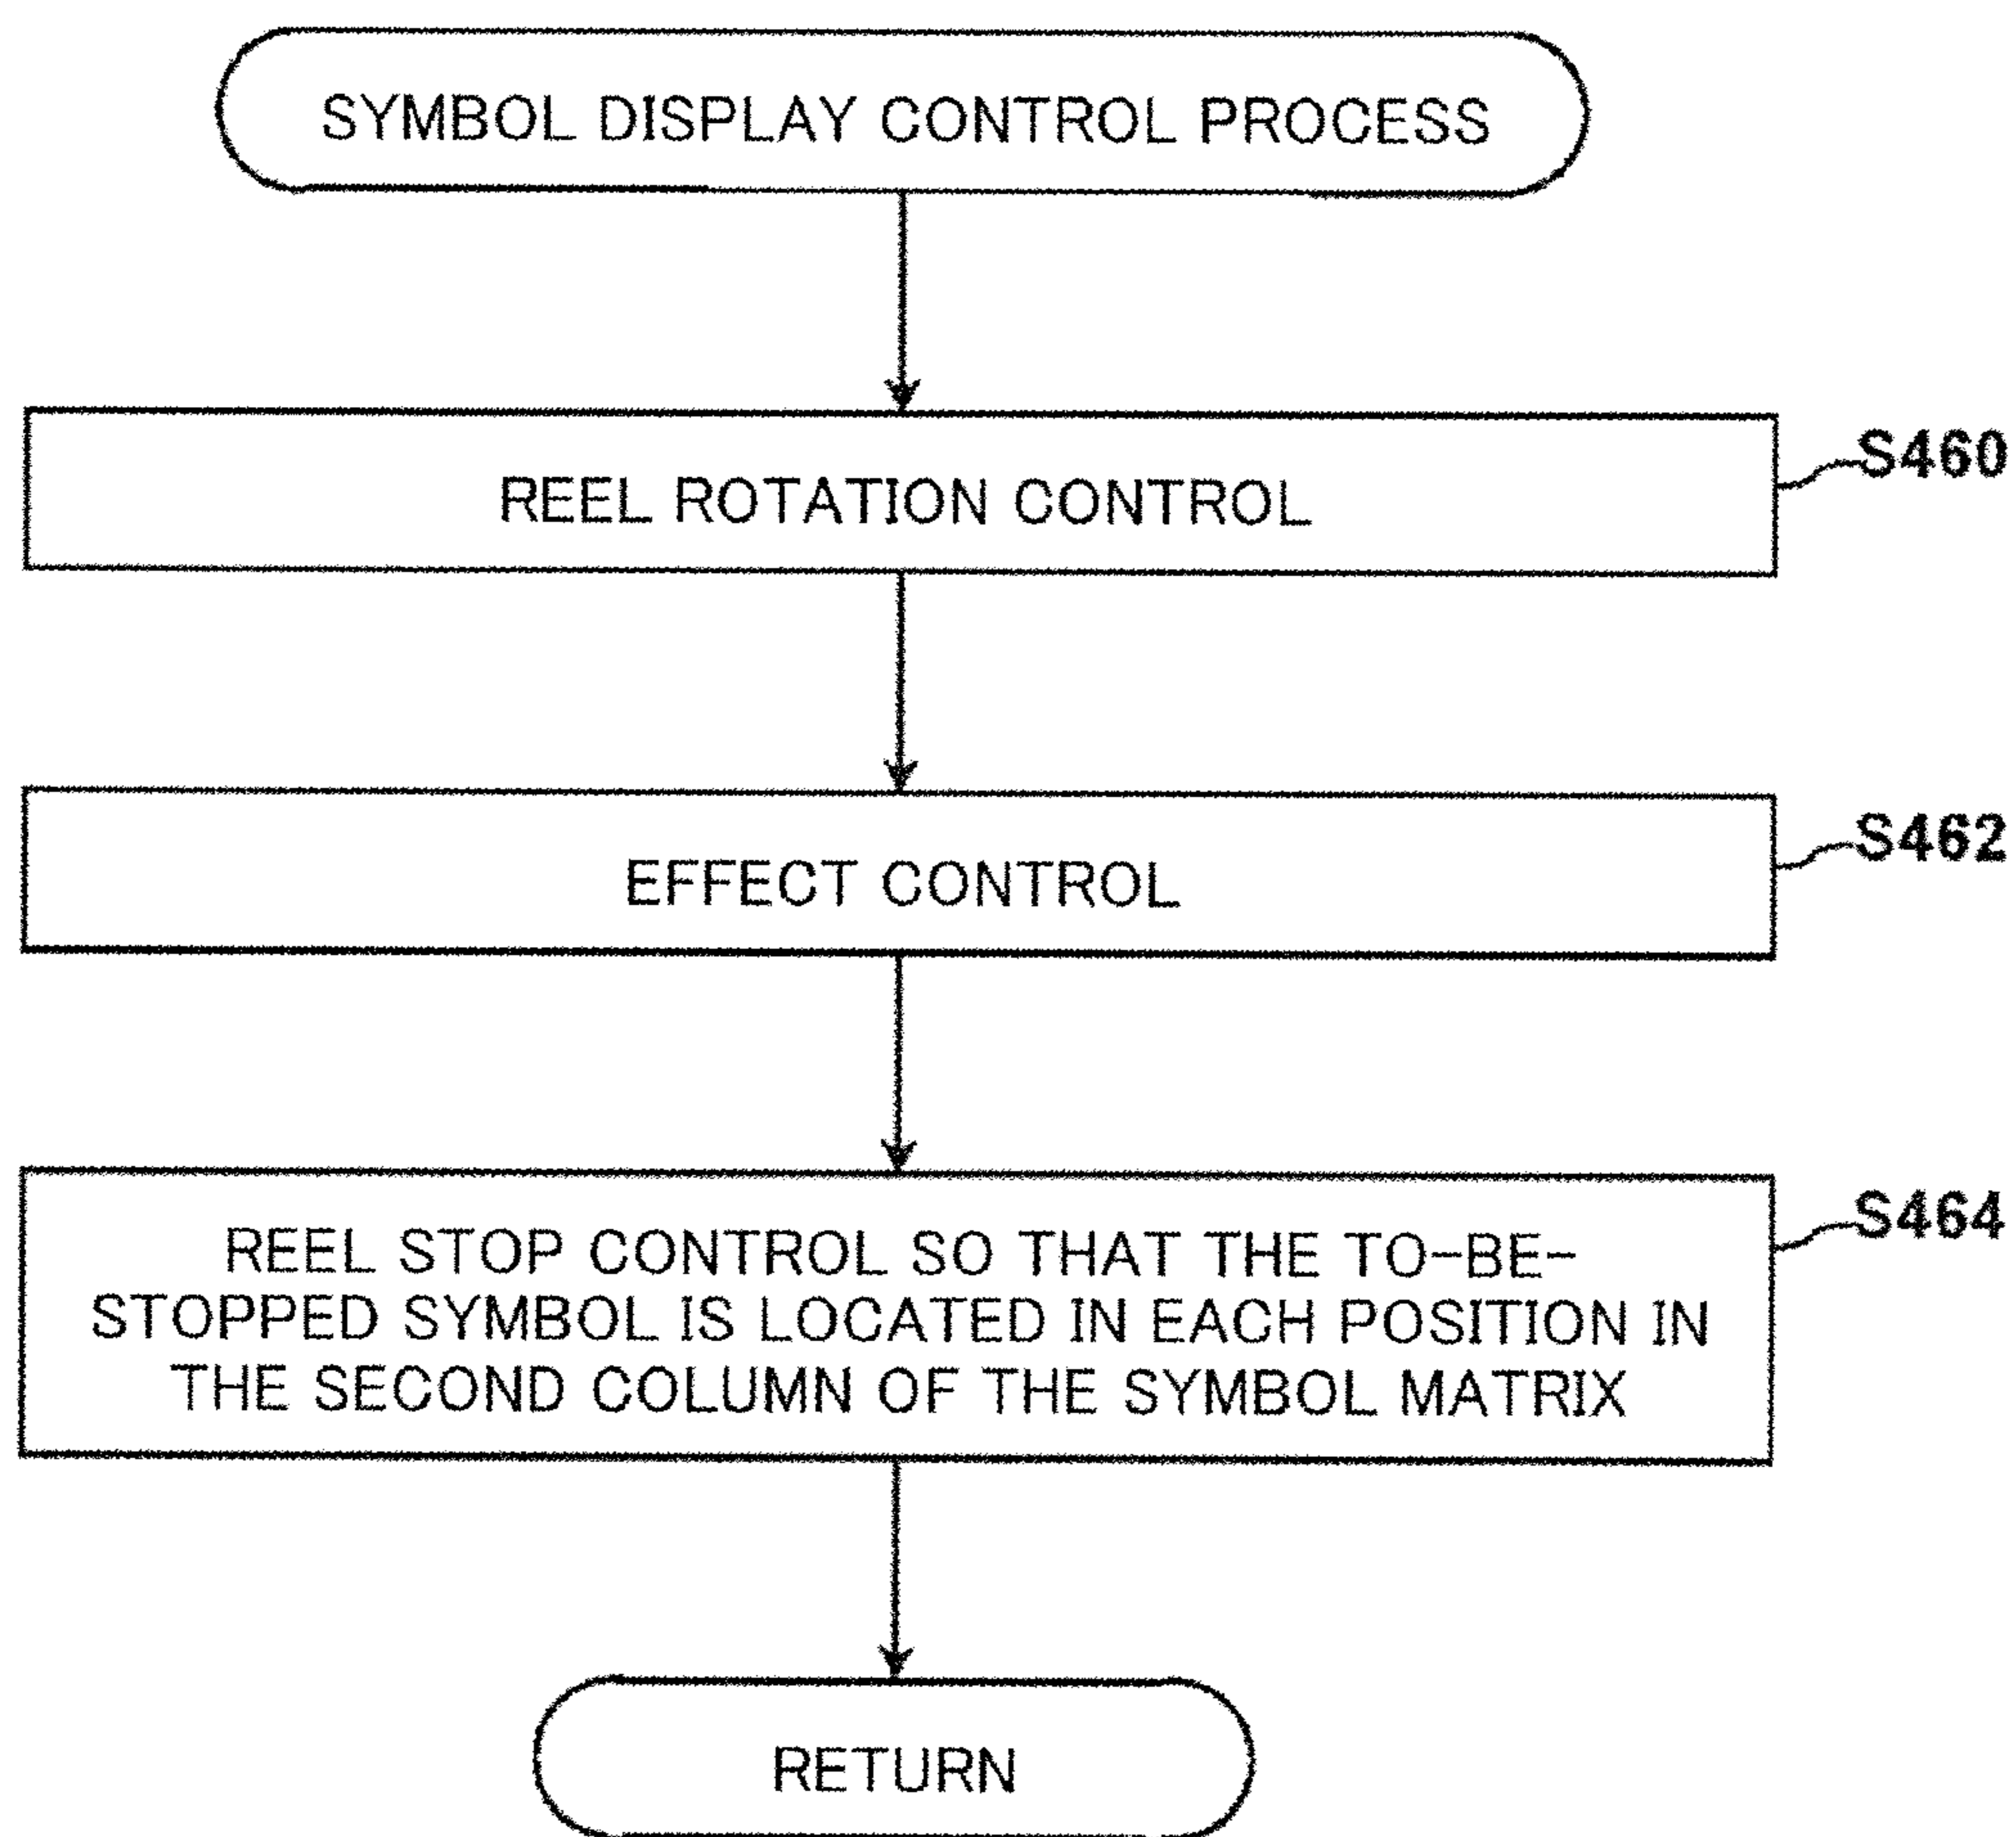 SYMBOL DISPLAY CONTROL PROCESS
REEL ROTATION CONTROL
S460
EFFECT CONTROL
S462
REEL STOP CONTROL SO THAT THE TO-BE-
STOPPED SYMBOL IS LOCATED IN EACH POSITION IN
THE SECOND COLUMN OF THE SYMBOL MATRIX
S464
RETURN